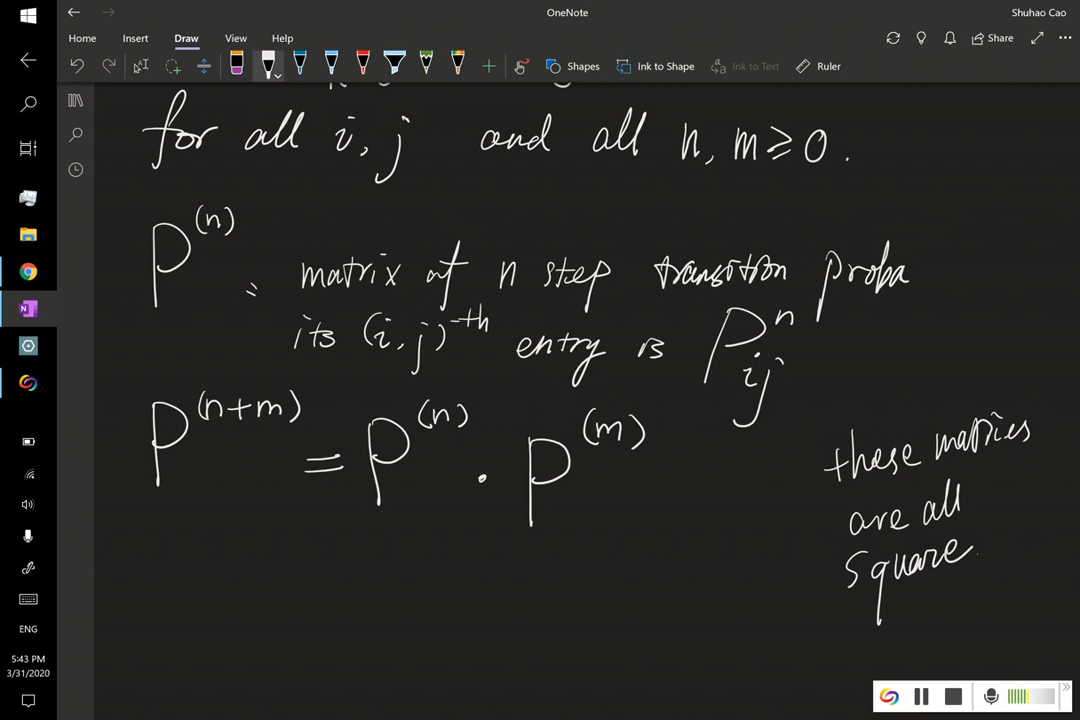 OneNote
Shuhao Cao
Home Insert Draw View Help
Share
Shapes Ink to Shape Ink to Text Ruler
for all i, j and all n, m ≥ 0.
P^(n) : matrix of n step transition proba
its (i, j)^-th entry is P_ij^n
P^(n+m) = P^(n) · P^(m)
these matries
are all
square.
ENG
5:43 PM
3/31/2020